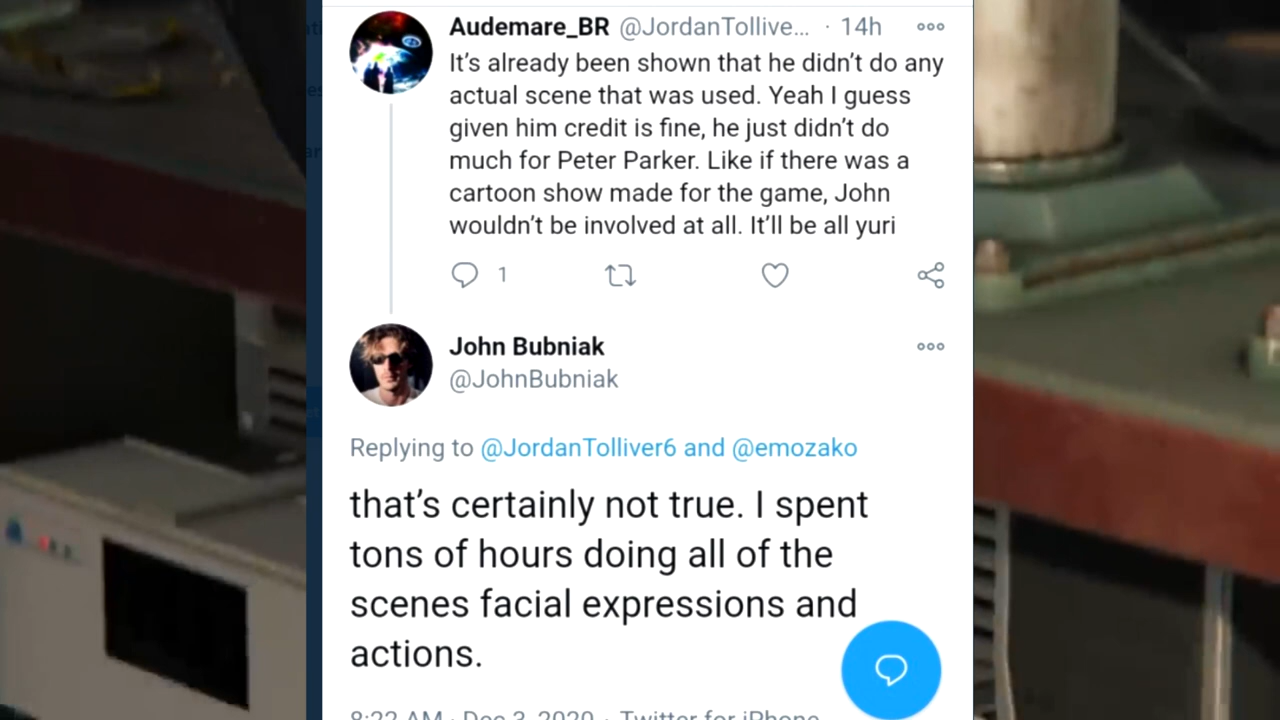 Audemare_BR @JordanTollive... · 14h
It’s already been shown that he didn’t do any
actual scene that was used. Yeah I guess
given him credit is fine, he just didn’t do
much for Peter Parker. Like if there was a
cartoon show made for the game, John
wouldn’t be involved at all. It’ll be all yuri
1
John Bubniak
@JohnBubniak
Replying to @JordanTolliver6 and @emozako
that’s certainly not true. I spent
tons of hours doing all of the
scenes facial expressions and
actions.
8:22 AM · Dec 3, 2020 · Twitter for iPhone